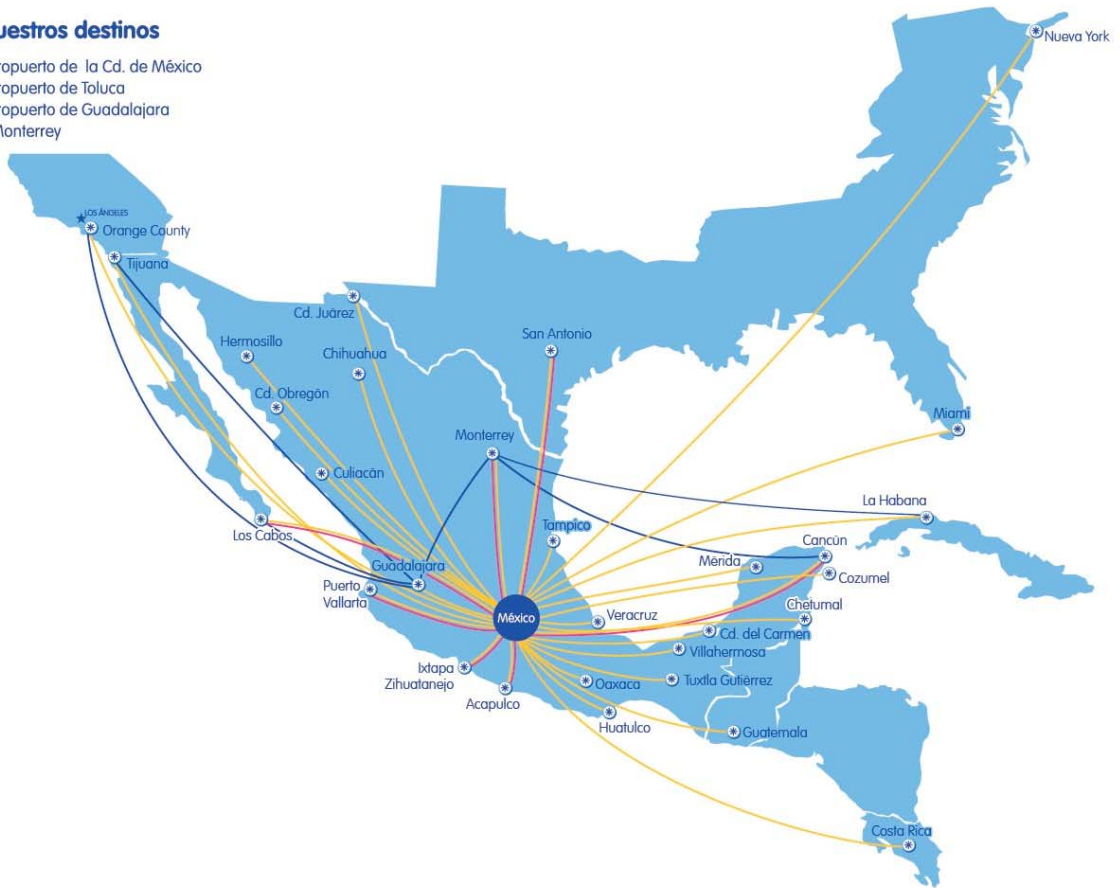 uestros destinos
ropuerto de la Cd. de México
ropuerto de Toluca
ropuerto de Guadalajara
Monterrey
Nueva York
LOS ÁNGELES
Orange County
Tijuana
Cd. Juárez
San Antonio
Hermosillo
Chihuahua
Cd. Obregón
Miami
Monterrey
Culiacán
La Habana
Los Cabos
Tampico
Cancún
Mérida
Guadalajara
Cozumel
Puerto
Vallarta
Chetumal
México
Veracruz
Cd. del Carmen
Villahermosa
Ixtapa
Zihuatanejo
Oaxaca
Tuxtla Gutiérrez
Acapulco
Huatulco
Guatemala
Costa Rica